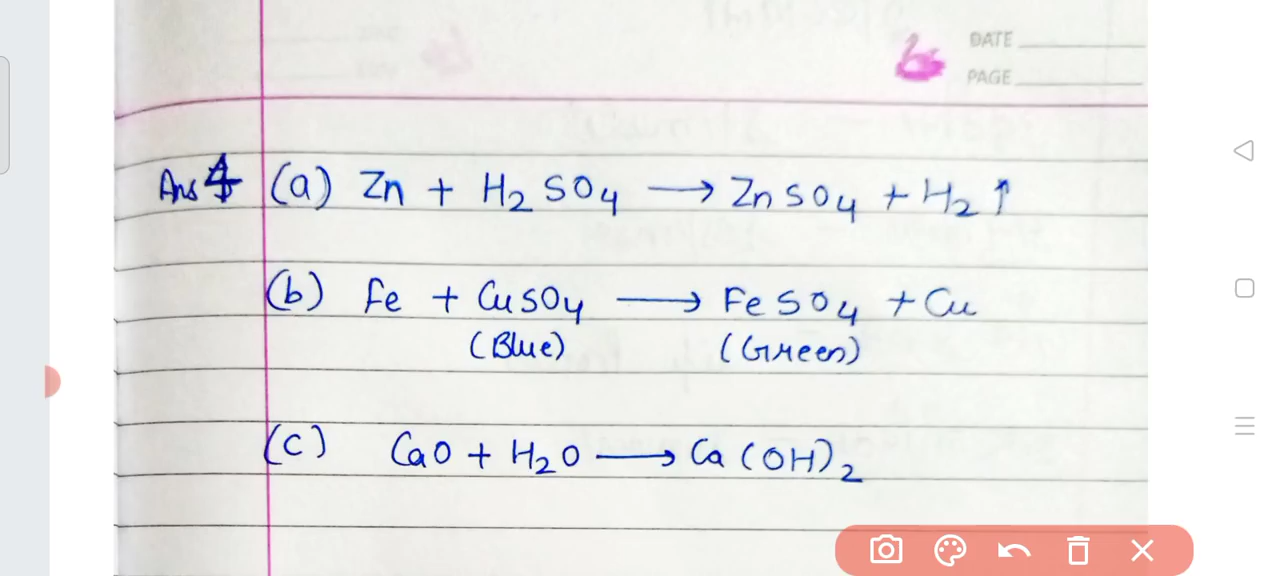 DATE
6
PAGE
Ans 4 (a) Zn + H₂SO₄ → ZnSO₄ + H₂↑
(b) Fe + CuSO₄ → FeSO₄ + Cu
(Blue) (Green)
(c) CaO + H₂O → Ca(OH)₂